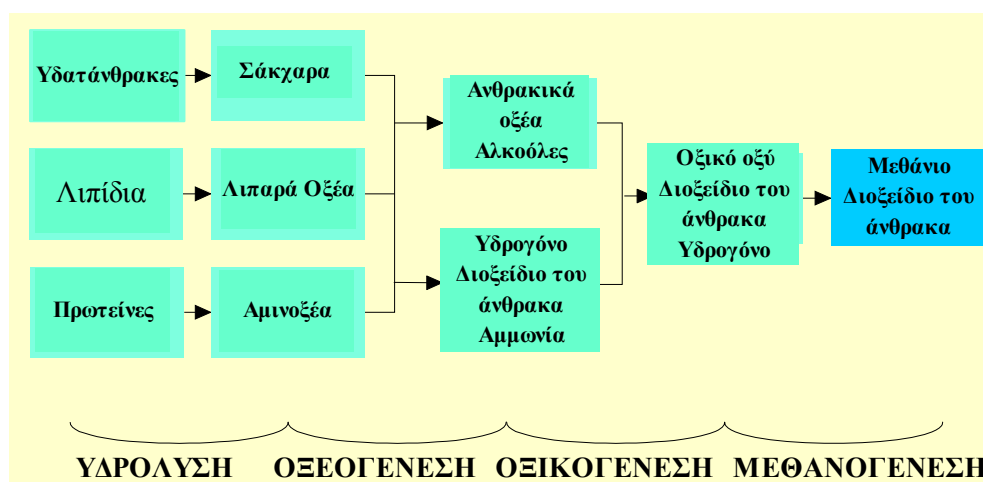 Υδατάνθρακες
Σάκχαρα
Λιπίδια
Λιπαρά Οξέα
Πρωτείνες
Αμινοξέα
Ανθρακικά
οξέα
Αλκοόλες
Υδρογόνο
Διοξείδιο του
άνθρακα
Αμμωνία
Οξικό οξύ
Διοξείδιο του
άνθρακα
Υδρογόνο
Μεθάνιο
Διοξείδιο του
άνθρακα
ΥΔΡΟΛΥΣΗ ΟΞΕΟΓΕΝΕΣΗ ΟΞΙΚΟΓΕΝΕΣΗ ΜΕΘΑΝΟΓΕΝΕΣΗ